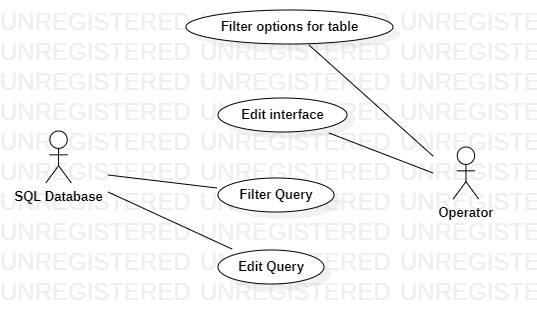 UNREGISTERED UNREGISTERED UNREGISTE
Filter options for table
UNREGISTERED UNREGISTERED UNREGISTE
UNREGISTERED UNREGISTERED UNREGISTE
UNREGISTERED UNREGISTERED UNREGISTE
Edit interface
UNREGISTERED UNREGISTERED UNREGISTE
UNREGISTERED UNREGISTERED UNREGISTE
SQL Database
Filter Query
UNREGISTERED UNREGISTERED UNREGISTE
Operator
UNREGISTERED UNREGISTERED UNREGISTE
Edit Query
UNREGISTERED UNREGISTERED UNREGISTE
UNREGISTERED UNREGISTERED UNREGISTE